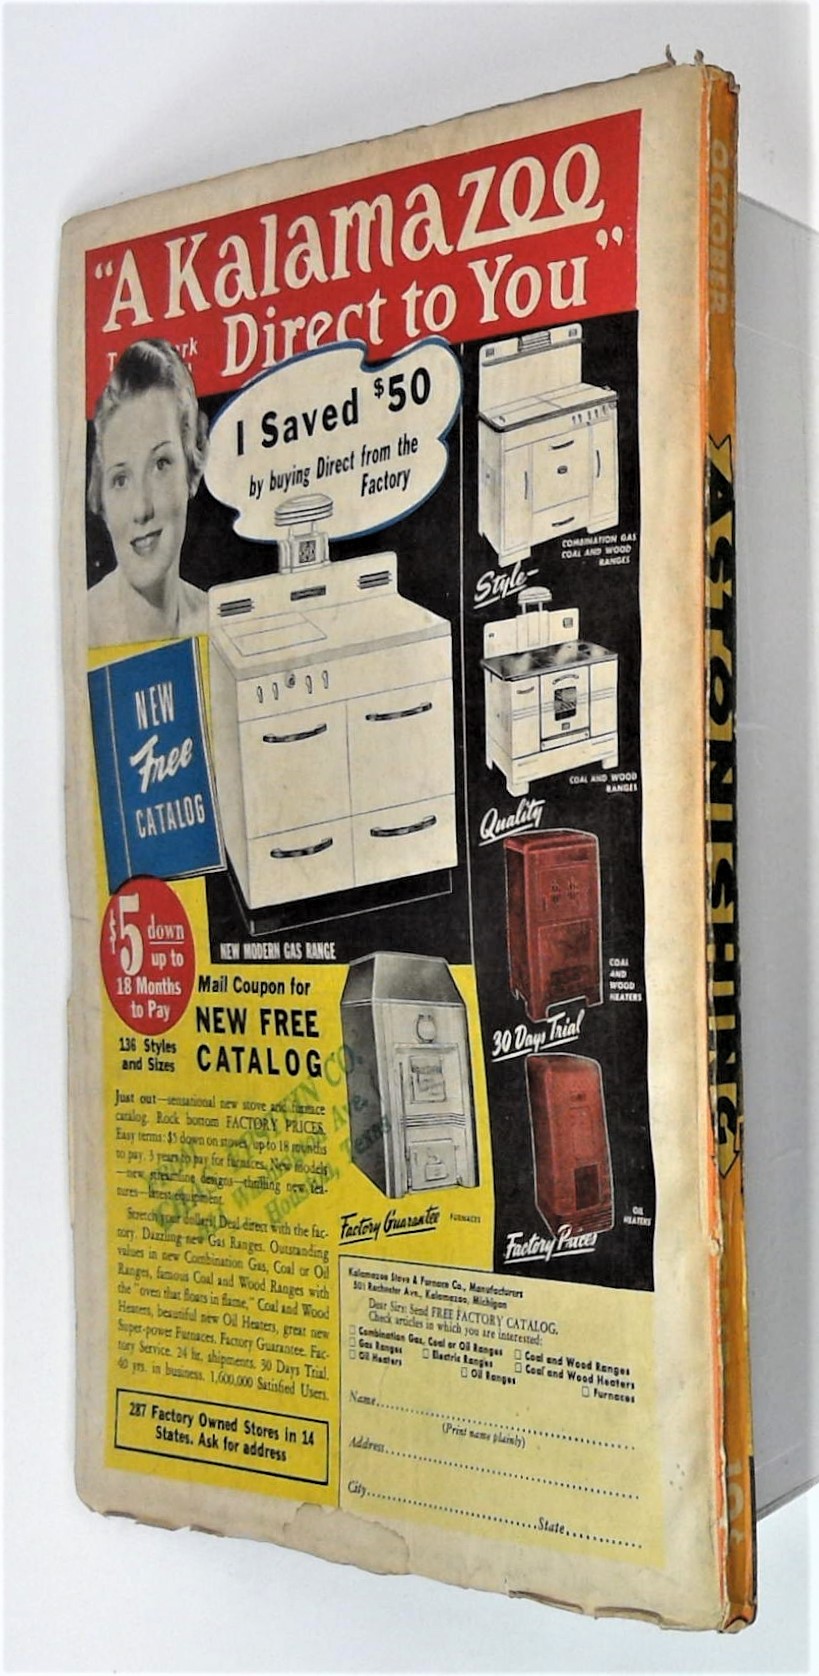 "A Kalamazoo
Direct to You"
I Saved $50
by buying Direct from the
Factory
COMBINATION GAS
COAL AND WOOD
RANGES
Style-
NEW
Free
CATALOG
COAL AND WOOD
RANGES
Quality
$5 down
up to
18 Months
to Pay
NEW MODERN GAS RANGE
COAL
AND
WOOD
HEATERS
30 Days Trial
136 Styles
and Sizes
Mail Coupon for
NEW FREE
CATALOG
Just out—sensational new stove and furnace
catalog. Rock bottom FACTORY PRICES.
Easy terms: $5 down on stoves, up to 18 months
to pay. 3 years to pay for furnaces. New models
—new streamline designs—thrilling new fea-
tures—latest equipment.
Stretch your dollars! Deal direct with the fac-
tory. Dazzling new Gas Ranges. Outstanding
values in new Combination Gas, Coal or Oil
Ranges, famous Coal and Wood Ranges with
the "oven that floats in flame," Coal and Wood
Heaters, beautiful new Oil Heaters, great new
Super-power Furnaces. Factory Guarantee. Fac-
tory Service. 24 hr. shipments. 30 Days Trial.
40 yrs. in business. 1,600,000 Satisfied Users.
287 Factory Owned Stores in 14
States. Ask for address
CO.
Ave.
Houston, Texas
Factory Guarantee
FURNACES
Factory Prices
OIL
HEATERS
Kalamazoo Stove & Furnace Co., Manufacturers
501 Rochester Ave., Kalamazoo, Michigan
Dear Sirs: Send FREE FACTORY CATALOG.
Check articles in which you are interested:
□ Combination Gas, Coal or Oil Ranges □ Coal and Wood Ranges
□ Gas Ranges □ Electric Ranges □ Coal and Wood Heaters
□ Oil Heaters □ Oil Ranges □ Furnaces
Name
(Print name plainly)
Address
City
State
OCTOBER
ASTONISHING
10¢